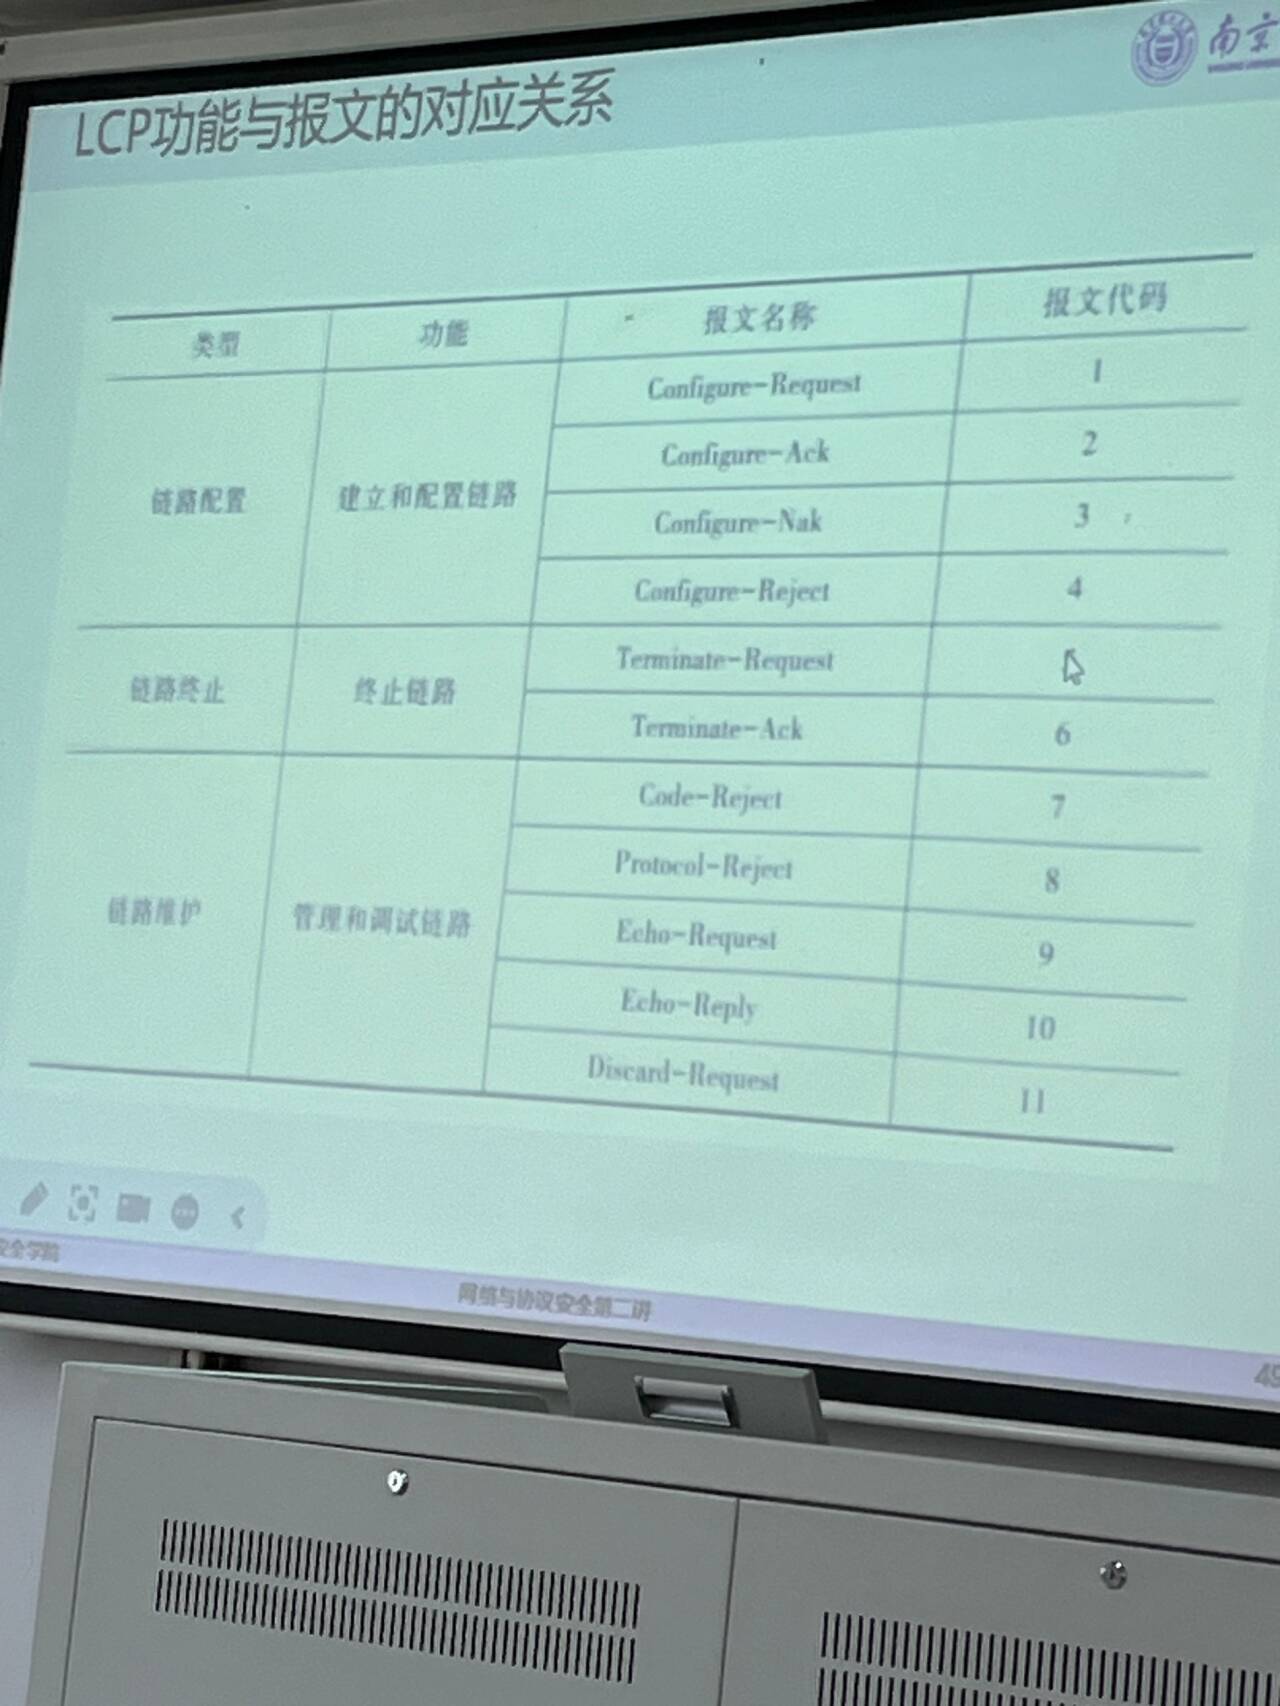 南京
LCP功能与报文的对应关系
类型 功能 报文名称 报文代码
链路配置 建立和配置链路 Configure-Request 1
Configure-Ack 2
Configure-Nak 3
Configure-Reject 4
链路终止 终止链路 Terminate-Request
Terminate-Ack 6
链路维护 管理和调试链路 Code-Reject 7
Protocol-Reject 8
Echo-Request 9
Echo-Reply 10
Discard-Request 11
安全学院
网络与协议安全第二讲